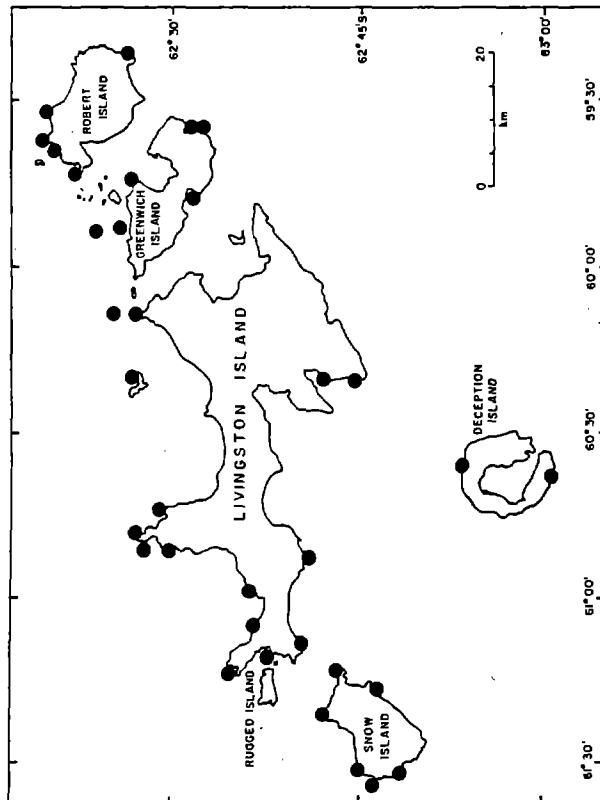 ROBERT
ISLAND
GREENWICH
ISLAND
62°30'
LIVINGSTON ISLAND
RUGGED ISLAND
62°45'S
SNOW
ISLAND
DECEPTION
ISLAND
0
20
km
63°00'
61°30'
61°00'
60°30'
60°00'
59°30'